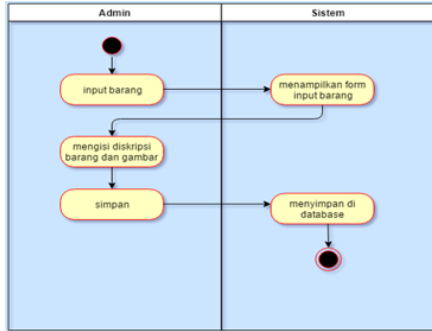 Admin
Sistem
input barang
menampilkan form
input barang
mengisi diskripsi
barang dan gambar
simpan
menyimpan di
database